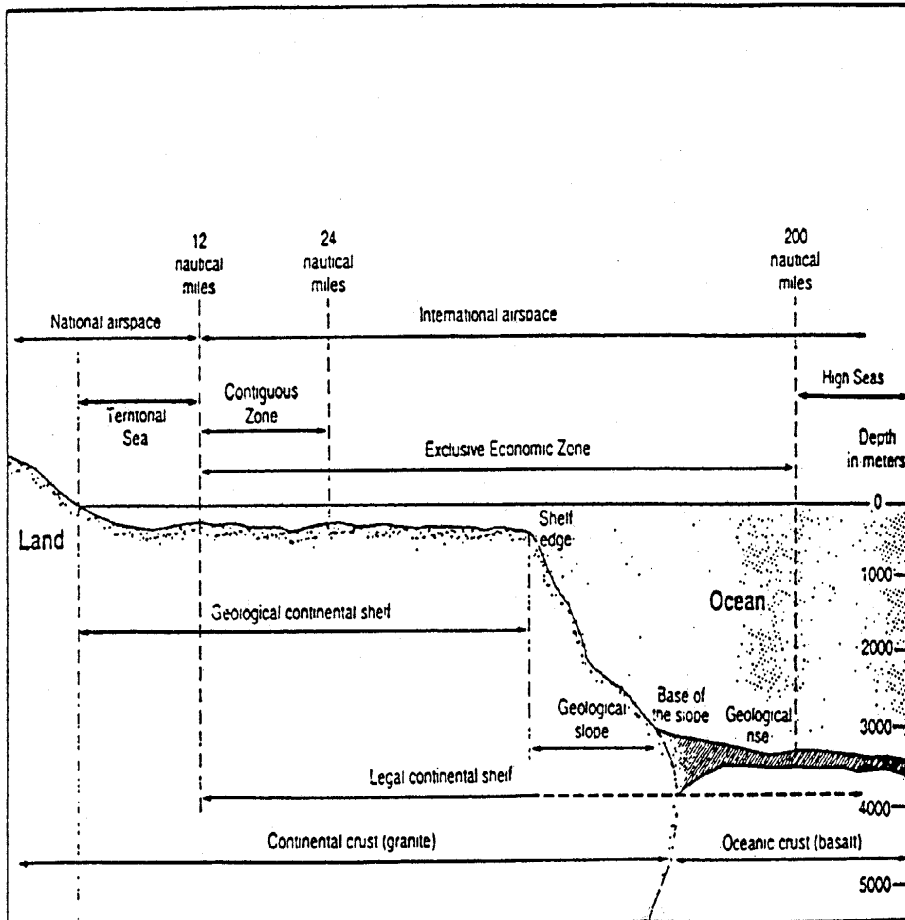 12
nautical
miles
24
nautical
miles
200
nautical
miles
National airspace
International airspace
High Seas
Territorial
Sea
Contiguous
Zone
Exclusive Economic Zone
Depth
in meters
0
Land
Shelf
edge
1000
Ocean
Geological continental shelf
2000
Geological
slope
Base of
the slope
Geological
rise
3000
Legal continental shelf
4000
Continental crust (granite)
Oceanic crust (basalt)
5000